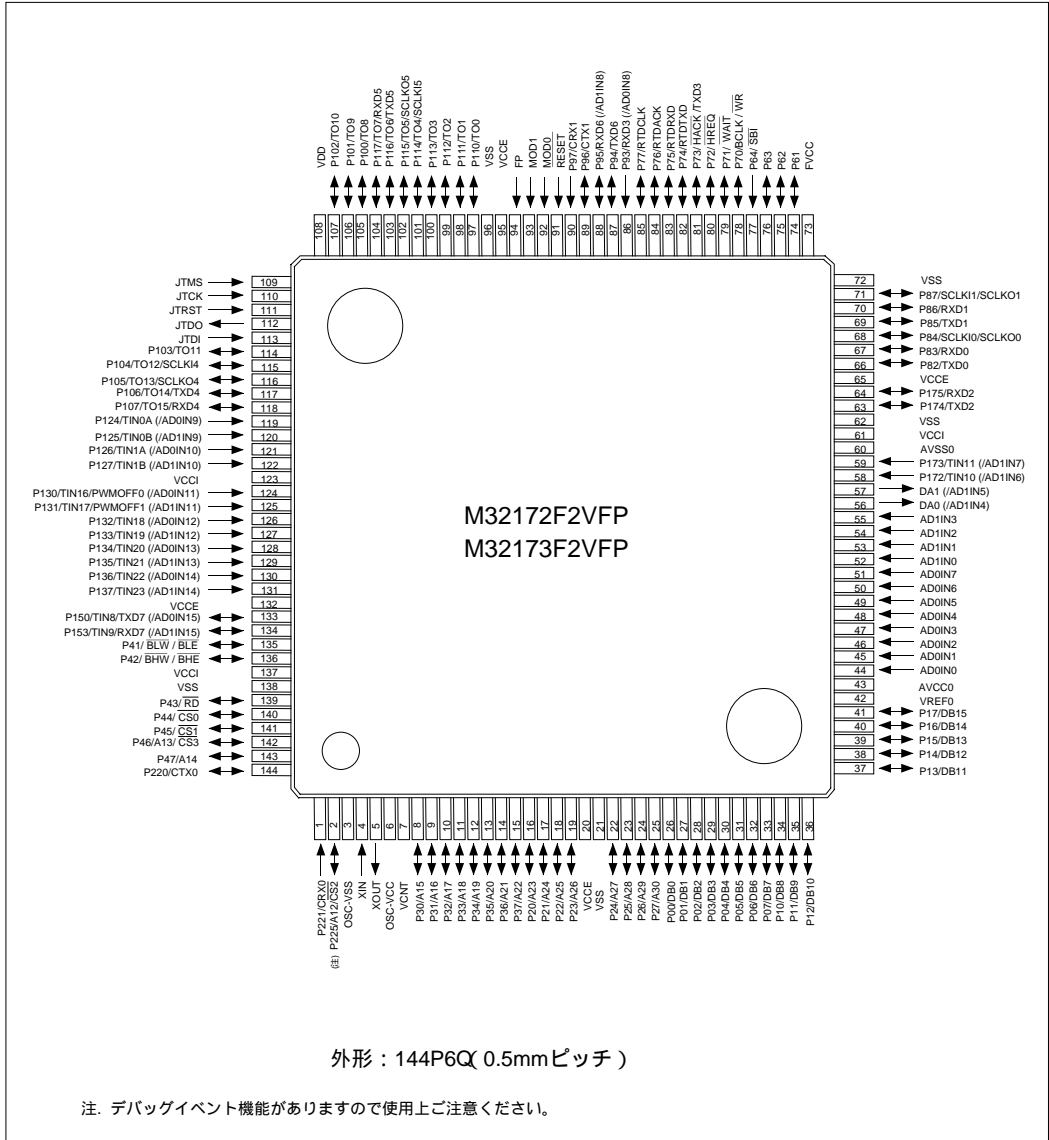 VDD
P102/TO10
P101/TO9
P100/TO8
P117/TO7/RXD5
P116/TO6/TXD5
P115/TO5/SCLKO5
P114/TO4/SCLKI5
P113/TO3
P112/TO2
P111/TO1
P110/TO0
VSS
VCCE
FP
MOD1
MOD0
RESET
P97/CRX1
P96/CTX1
P95/RXD6 (/AD1IN8)
P94/TXD6
P93/RXD3 (/AD0IN8)
P77/RTDCLK
P76/RTDACK
P75/RTDRXD
P74/RTDTXD
P73/ HACK /TXD3
P72/ HREQ
P71/ WAIT
P70/BCLK / WR
P64/ SBI
P63
P62
P61
FVCC
108 107 106 105 104 103 102 101 100 99 98 97 96 95 94 93 92 91 90 89 88 87 86 85 84 83 82 81 80 79 78 77 76 75 74 73
JTMS 109
JTCK 110
JTRST 111
JTDO 112
JTDI 113
P103/TO11 114
P104/TO12/SCLKI4 115
P105/TO13/SCLKO4 116
P106/TO14/TXD4 117
P107/TO15/RXD4 118
P124/TIN0A (/AD0IN9) 119
P125/TIN0B (/AD1IN9) 120
P126/TIN1A (/AD0IN10) 121
P127/TIN1B (/AD1IN10) 122
VCCI 123
P130/TIN16/PWMOFF0 (/AD0IN11) 124
P131/TIN17/PWMOFF1 (/AD1IN11) 125
P132/TIN18 (/AD0IN12) 126
P133/TIN19 (/AD1IN12) 127
P134/TIN20 (/AD0IN13) 128
P135/TIN21 (/AD1IN13) 129
P136/TIN22 (/AD0IN14) 130
P137/TIN23 (/AD1IN14) 131
VCCE 132
P150/TIN8/TXD7 (/AD0IN15) 133
P153/TIN9/RXD7 (/AD1IN15) 134
P41/ BLW / BLE 135
P42/ BHW / BHE 136
VCCI 137
VSS 138
P43/ RD 139
P44/ CS0 140
P45/ CS1 141
P46/A13/ CS3 142
P47/A14 143
P220/CTX0 144
M32172F2VFP
M32173F2VFP
72 VSS
71 P87/SCLKI1/SCLKO1
70 P86/RXD1
69 P85/TXD1
68 P84/SCLKI0/SCLKO0
67 P83/RXD0
66 P82/TXD0
65 VCCE
64 P175/RXD2
63 P174/TXD2
62 VSS
61 VCCI
60 AVSS0
59 P173/TIN11 (/AD1IN7)
58 P172/TIN10 (/AD1IN6)
57 DA1 (/AD1IN5)
56 DA0 (/AD1IN4)
55 AD1IN3
54 AD1IN2
53 AD1IN1
52 AD1IN0
51 AD0IN7
50 AD0IN6
49 AD0IN5
48 AD0IN4
47 AD0IN3
46 AD0IN2
45 AD0IN1
44 AD0IN0
43 AVCC0
42 VREF0
41 P17/DB15
40 P16/DB14
39 P15/DB13
38 P14/DB12
37 P13/DB11
1 2 3 4 5 6 7 8 9 10 11 12 13 14 15 16 17 18 19 20 21 22 23 24 25 26 27 28 29 30 31 32 33 34 35 36
P221/CRX0
(注) P225/A12/CS2
OSC-VSS
XIN
XOUT
OSC-VCC
VCNT
P30/A15
P31/A16
P32/A17
P33/A18
P34/A19
P35/A20
P36/A21
P37/A22
P20/A23
P21/A24
P22/A25
P23/A26
VCCE
VSS
P24/A27
P25/A28
P26/A29
P27/A30
P00/DB0
P01/DB1
P02/DB2
P03/DB3
P04/DB4
P05/DB5
P06/DB6
P07/DB7
P10/DB8
P11/DB9
P12/DB10
外形：144P6Q( 0.5mmピッチ )
注. デバッグイベント機能がありますので使用上ご注意ください。